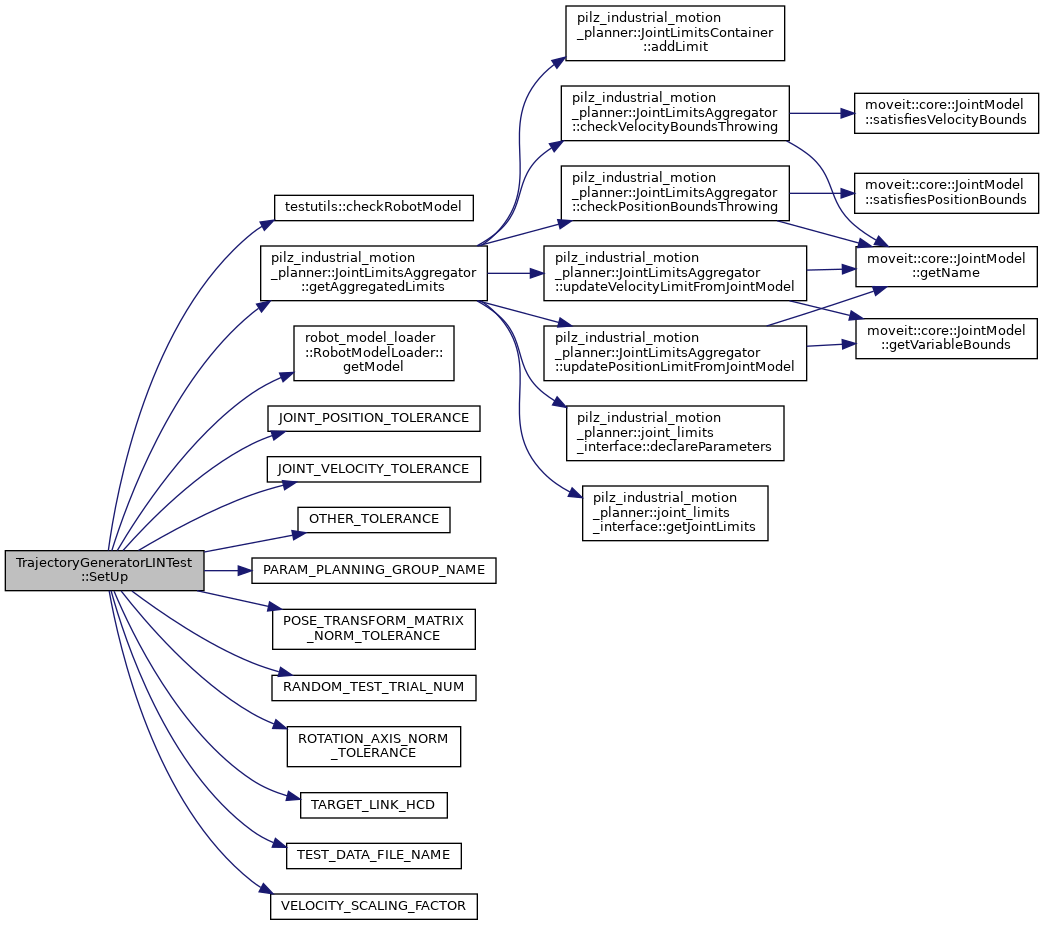 TrajectoryGeneratorLINTest
::SetUp
testutils::checkRobotModel
pilz_industrial_motion
_planner::JointLimitsAggregator
::getAggregatedLimits
robot_model_loader
::RobotModelLoader::
getModel
JOINT_POSITION_TOLERANCE
JOINT_VELOCITY_TOLERANCE
OTHER_TOLERANCE
PARAM_PLANNING_GROUP_NAME
POSE_TRANSFORM_MATRIX
_NORM_TOLERANCE
RANDOM_TEST_TRIAL_NUM
ROTATION_AXIS_NORM
_TOLERANCE
TARGET_LINK_HCD
TEST_DATA_FILE_NAME
VELOCITY_SCALING_FACTOR
pilz_industrial_motion
_planner::JointLimitsContainer
::addLimit
pilz_industrial_motion
_planner::JointLimitsAggregator
::checkVelocityBoundsThrowing
pilz_industrial_motion
_planner::JointLimitsAggregator
::checkPositionBoundsThrowing
pilz_industrial_motion
_planner::JointLimitsAggregator
::updateVelocityLimitFromJointModel
pilz_industrial_motion
_planner::JointLimitsAggregator
::updatePositionLimitFromJointModel
pilz_industrial_motion
_planner::joint_limits
_interface::declareParameters
pilz_industrial_motion
_planner::joint_limits
_interface::getJointLimits
moveit::core::JointModel
::satisfiesVelocityBounds
moveit::core::JointModel
::satisfiesPositionBounds
moveit::core::JointModel
::getName
moveit::core::JointModel
::getVariableBounds